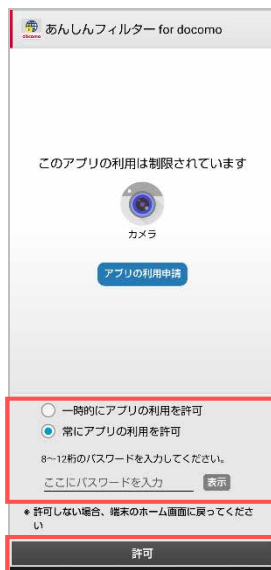 あんしんフィルター for docomo
このアプリの利用は制限されています
カメラ
アプリの利用申請
一時的にアプリの利用を許可
常にアプリの利用を許可
8~12桁のパスワードを入力してください。
ここにパスワードを入力 表示
※ 許可しない場合、端末のホーム画面に戻ってくださ
い
許可